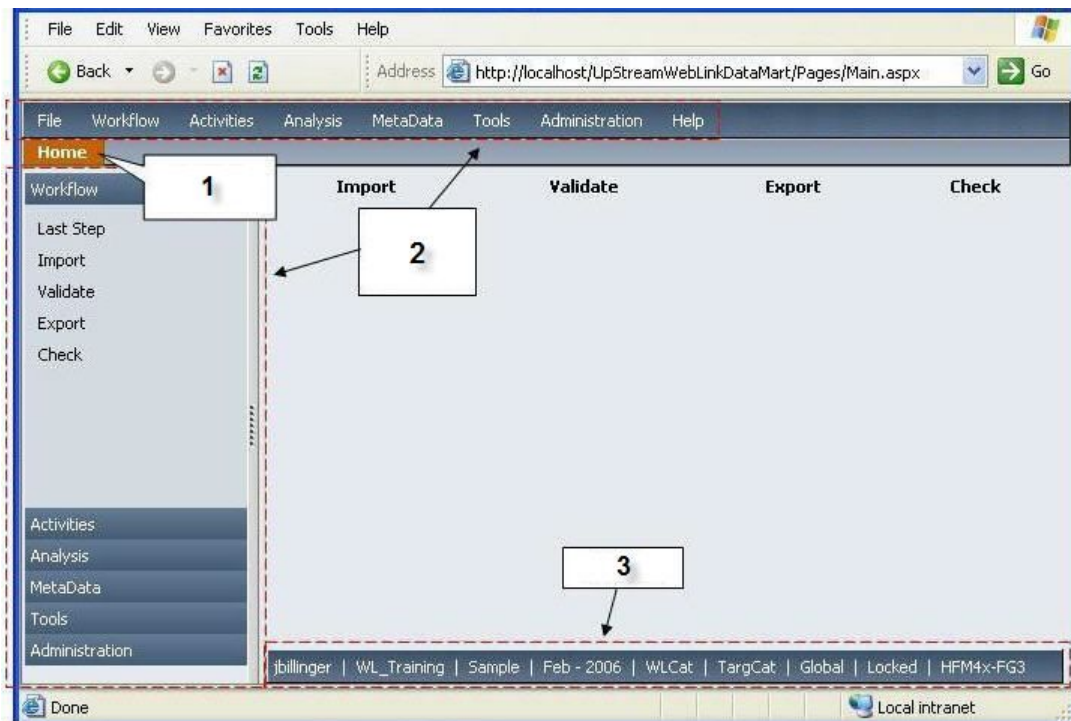 File Edit View Favorites Tools Help
Back Address http://localhost/UpStreamWebLinkDataMart/Pages/Main.aspx Go
File Workflow Activities Analysis MetaData Tools Administration Help
Home
1
Workflow
Import Validate Export Check
Last Step
Import
Validate
Export
Check
2
Activities
Analysis
MetaData
Tools
Administration
3
jbillinger | WL_Training | Sample | Feb - 2006 | WLCat | TargCat | Global | Locked | HFM4x-FG3
Done Local intranet